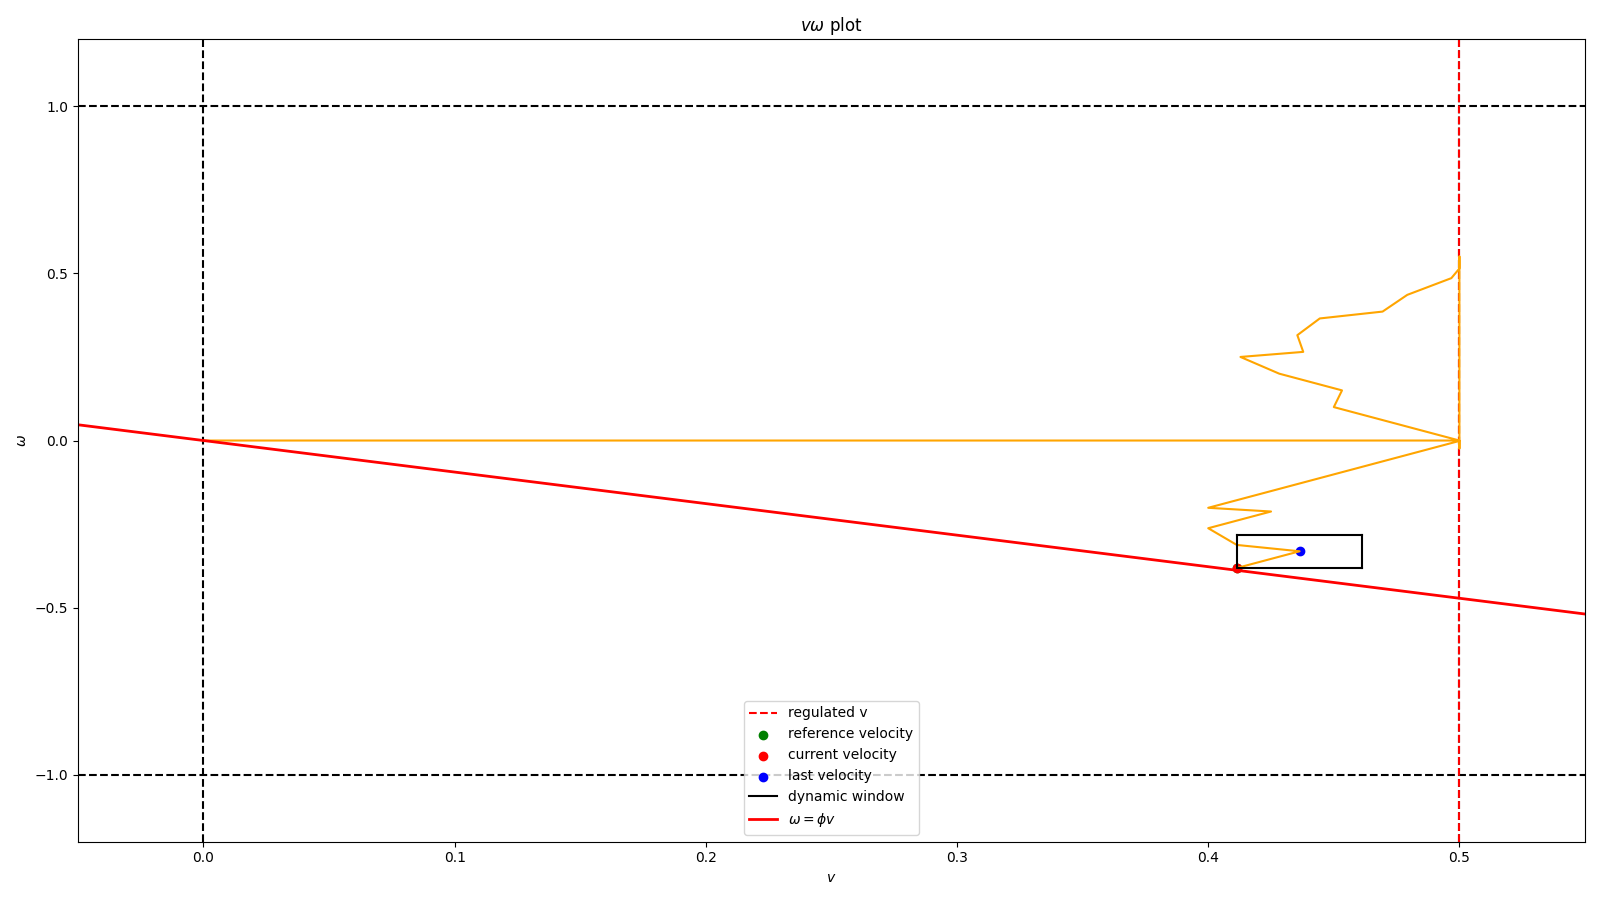 vω plot
1.0
0.5
0.0
−0.5
−1.0
ω
0.0 0.1 0.2 0.3 0.4 0.5
v
regulated v
reference velocity
current velocity
last velocity
dynamic window
ω = ϕv